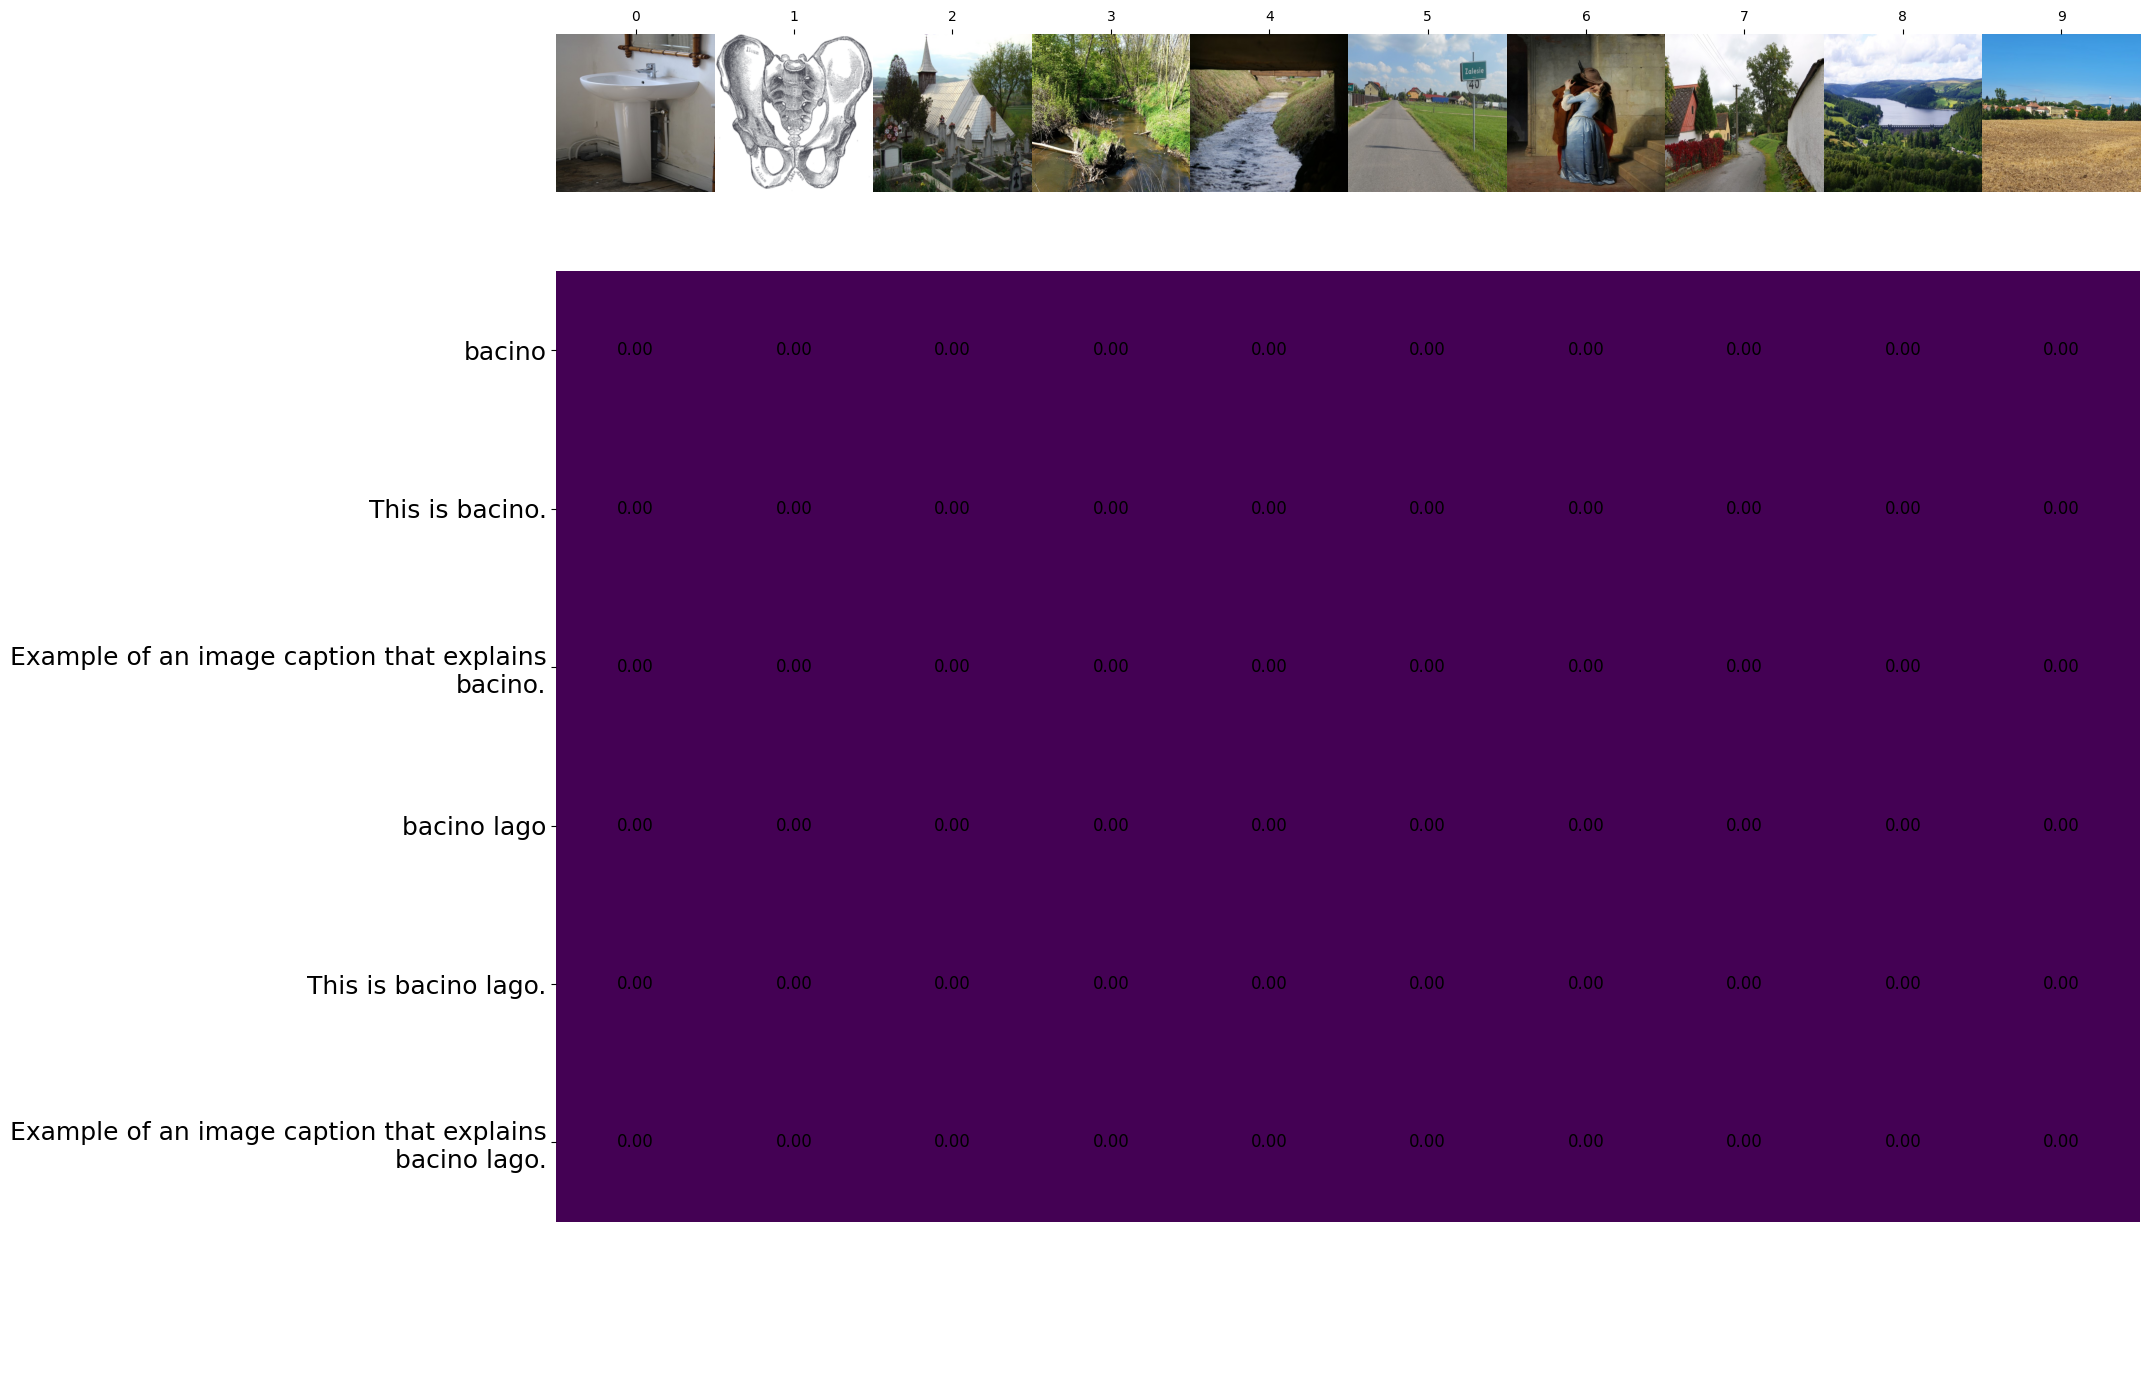 0 1 2 3 4 5 6 7 8 9
Zalesie
40
bacino 0.00 0.00 0.00 0.00 0.00 0.00 0.00 0.00 0.00 0.00
This is bacino. 0.00 0.00 0.00 0.00 0.00 0.00 0.00 0.00 0.00 0.00
Example of an image caption that explains
bacino. 0.00 0.00 0.00 0.00 0.00 0.00 0.00 0.00 0.00 0.00
bacino lago 0.00 0.00 0.00 0.00 0.00 0.00 0.00 0.00 0.00 0.00
This is bacino lago. 0.00 0.00 0.00 0.00 0.00 0.00 0.00 0.00 0.00 0.00
Example of an image caption that explains
bacino lago. 0.00 0.00 0.00 0.00 0.00 0.00 0.00 0.00 0.00 0.00